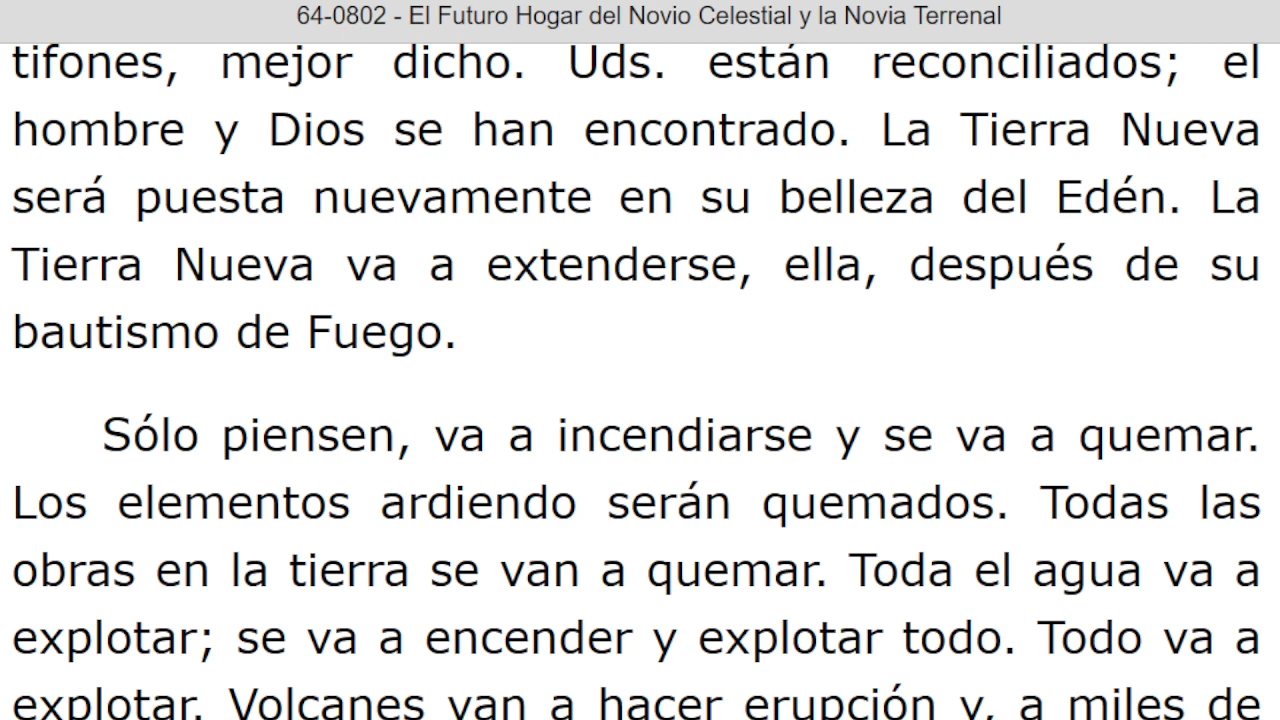 64-0802 - El Futuro Hogar del Novio Celestial y la Novia Terrenal
tifones, mejor dicho. Uds. están reconciliados; el
hombre y Dios se han encontrado. La Tierra Nueva
será puesta nuevamente en su belleza del Edén. La
Tierra Nueva va a extenderse, ella, después de su
bautismo de Fuego.
Sólo piensen, va a incendiarse y se va a quemar.
Los elementos ardiendo serán quemados. Todas las
obras en la tierra se van a quemar. Toda el agua va a
explotar; se va a encender y explotar todo. Todo va a
explotar. Volcanes van a hacer erupción y, a miles de